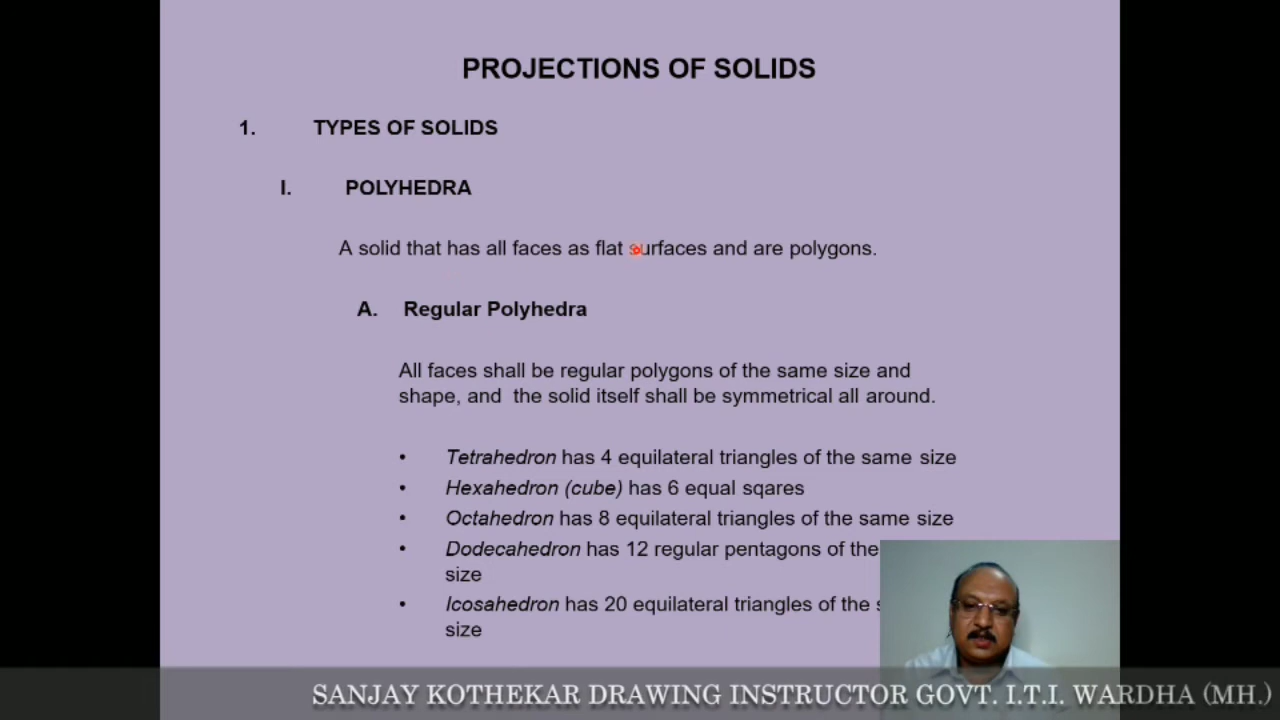 PROJECTIONS OF SOLIDS
1. TYPES OF SOLIDS
I. POLYHEDRA
A solid that has all faces as flat surfaces and are polygons.
A. Regular Polyhedra
All faces shall be regular polygons of the same size and
shape, and the solid itself shall be symmetrical all around.
• Tetrahedron has 4 equilateral triangles of the same size
• Hexahedron (cube) has 6 equal sqares
• Octahedron has 8 equilateral triangles of the same size
• Dodecahedron has 12 regular pentagons of the
size
• Icosahedron has 20 equilateral triangles of the
size
SANJAY KOTHEKAR DRAWING INSTRUCTOR GOVT. I.T.I. WARDHA (MH.)